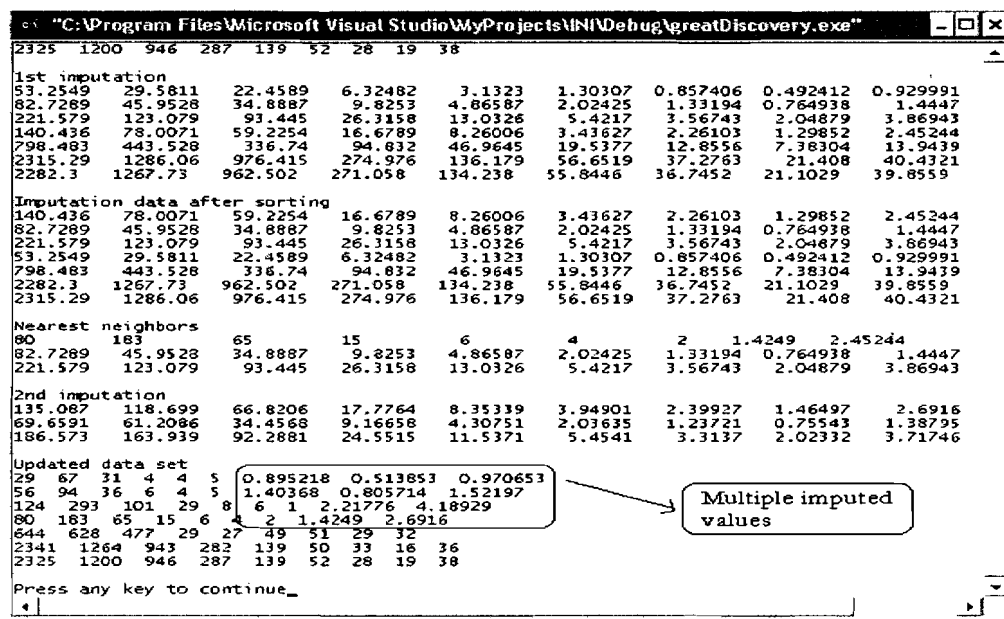 "C:\Program Files\Microsoft Visual Studio\MyProjects\INI\Debug\greatDiscovery.exe"
2325 1200 946 287 139 52 28 19 38
1st imputation
53.2549 29.5811 22.4589 6.32482 3.1323 1.30307 0.857406 0.492412 0.929991
82.7289 45.9528 34.8887 9.8253 4.86587 2.02425 1.33194 0.764938 1.4447
221.579 123.079 93.445 26.3158 13.0326 5.4217 3.56743 2.04879 3.86943
140.436 78.0071 59.2254 16.6789 8.26006 3.43627 2.26103 1.29852 2.45244
798.483 443.528 336.74 94.832 46.9645 19.5377 12.8556 7.38304 13.9439
2315.29 1286.06 976.415 274.976 136.179 56.6519 37.2763 21.408 40.4321
2282.3 1267.73 962.502 271.058 134.238 55.8446 36.7452 21.1029 39.8559
Imputation data after sorting
140.436 78.0071 59.2254 16.6789 8.26006 3.43627 2.26103 1.29852 2.45244
82.7289 45.9528 34.8887 9.8253 4.86587 2.02425 1.33194 0.764938 1.4447
221.579 123.079 93.445 26.3158 13.0326 5.4217 3.56743 2.04879 3.86943
53.2549 29.5811 22.4589 6.32482 3.1323 1.30307 0.857406 0.492412 0.929991
798.483 443.528 336.74 94.832 46.9645 19.5377 12.8556 7.38304 13.9439
2282.3 1267.73 962.502 271.058 134.238 55.8446 36.7452 21.1029 39.8559
2315.29 1286.06 976.415 274.976 136.179 56.6519 37.2763 21.408 40.4321
Nearest neighbors
80 183 65 15 6 4 2 1.4249 2.45244
82.7289 45.9528 34.8887 9.8253 4.86587 2.02425 1.33194 0.764938 1.4447
221.579 123.079 93.445 26.3158 13.0326 5.4217 3.56743 2.04879 3.86943
2nd imputation
135.087 118.699 66.8206 17.7764 8.35339 3.94901 2.39927 1.46497 2.6916
69.6591 61.2086 34.4568 9.16658 4.30751 2.03635 1.23721 0.75543 1.38795
186.573 163.939 92.2881 24.5515 11.5371 5.4541 3.3137 2.02332 3.71746
Updated data set
29 67 31 4 4 5 0.895218 0.513853 0.970653
56 94 36 6 4 5 1.40368 0.805714 1.52197
124 293 101 29 8 6 1 2.21776 4.18929
80 183 65 15 6 4 2 1.4249 2.6916
644 628 477 29 27 49 51 29 32
2341 1264 943 282 139 50 33 16 36
2325 1200 946 287 139 52 28 19 38
Press any key to continue_
Multiple imputed
values